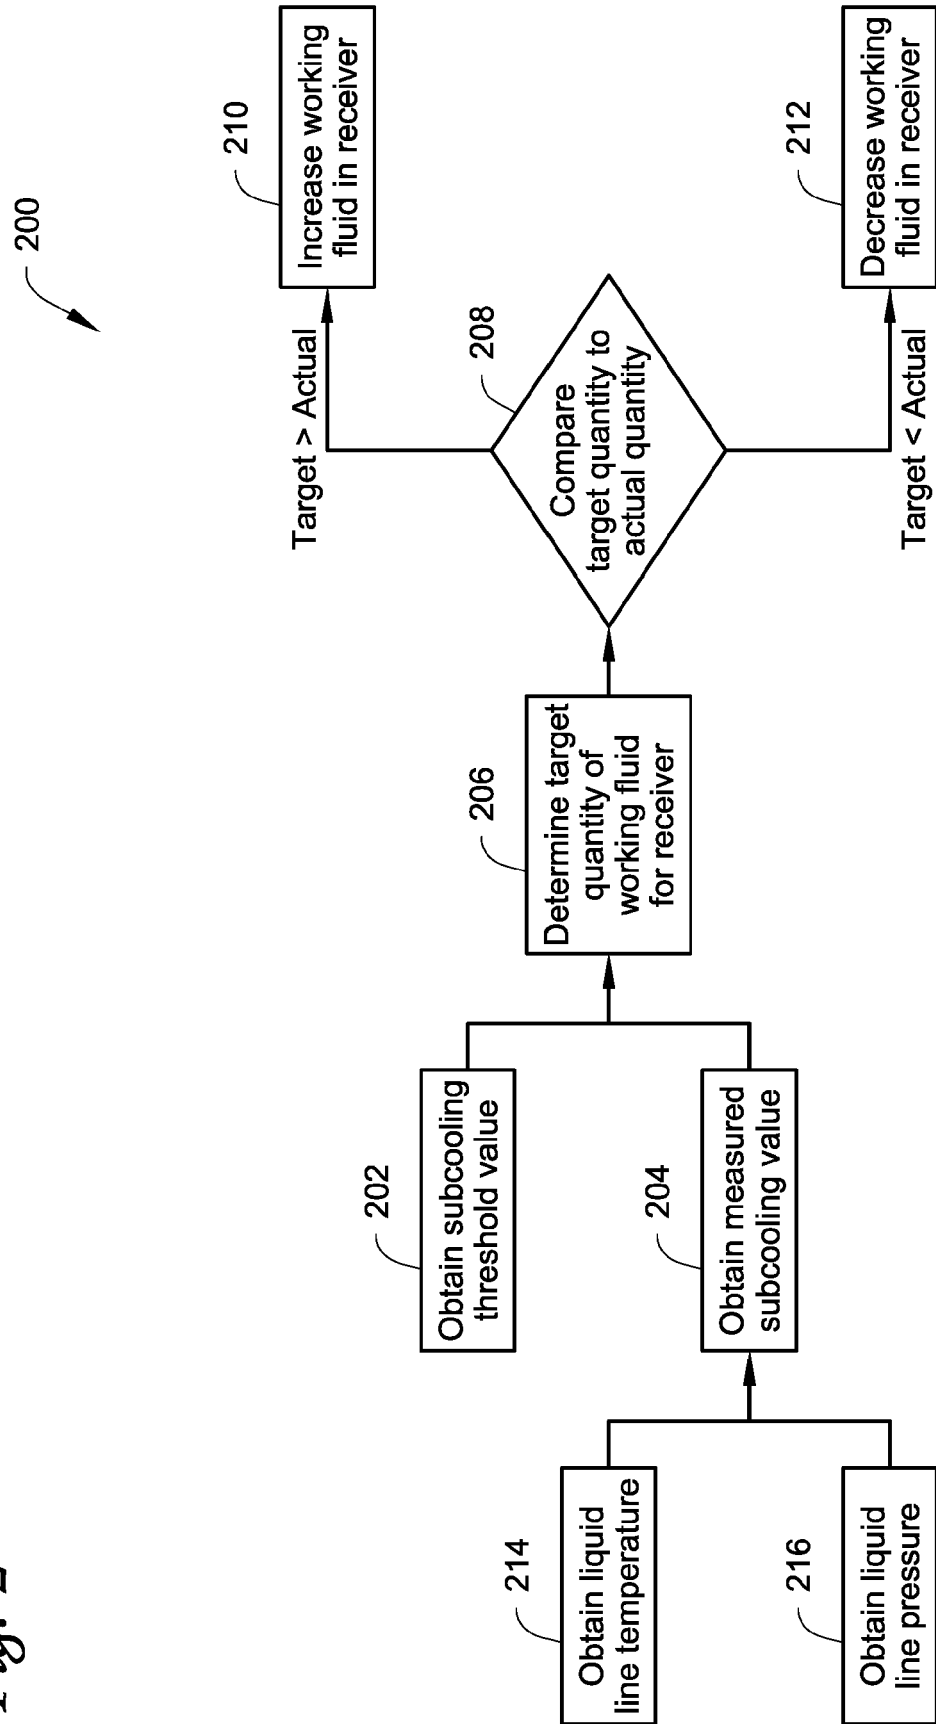 Fig.
200
210
Increase working
fluid in receiver
Target > Actual
202
Obtain subcooling
threshold value
206
Determine target
quantity of
working fluid
for receiver
208
Compare
target quantity to
actual quantity
214
Obtain liquid
line temperature
204
Obtain measured
subcooling value
216
Obtain liquid
line pressure
Target < Actual
212
Decrease working
fluid in receiver